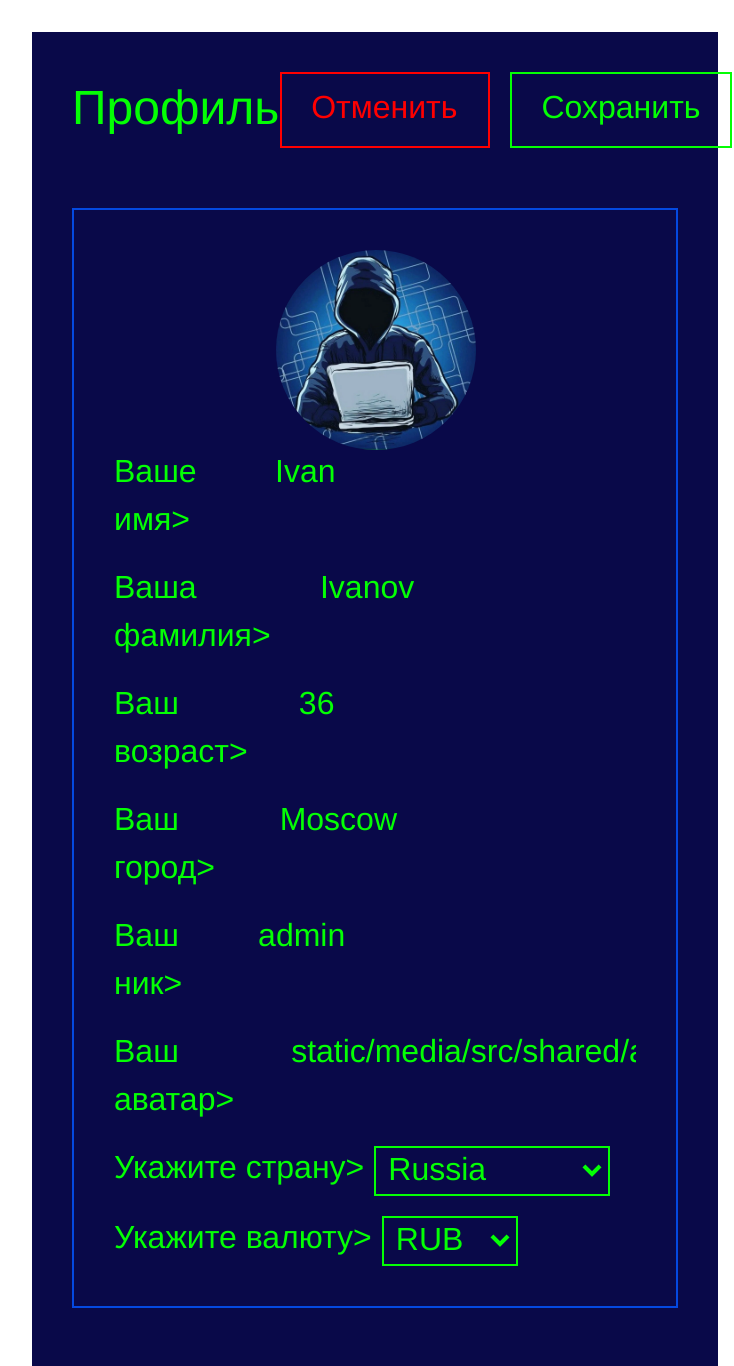 Профиль Отменить Сохранить
Ваше Ivan
имя>
Ваша Ivanov
фамилия>
Ваш 36
возраст>
Ваш Moscow
город>
Ваш admin
ник>
Ваш static/media/src/shared/a
аватар>
Укажите страну> Russia
Укажите валюту> RUB